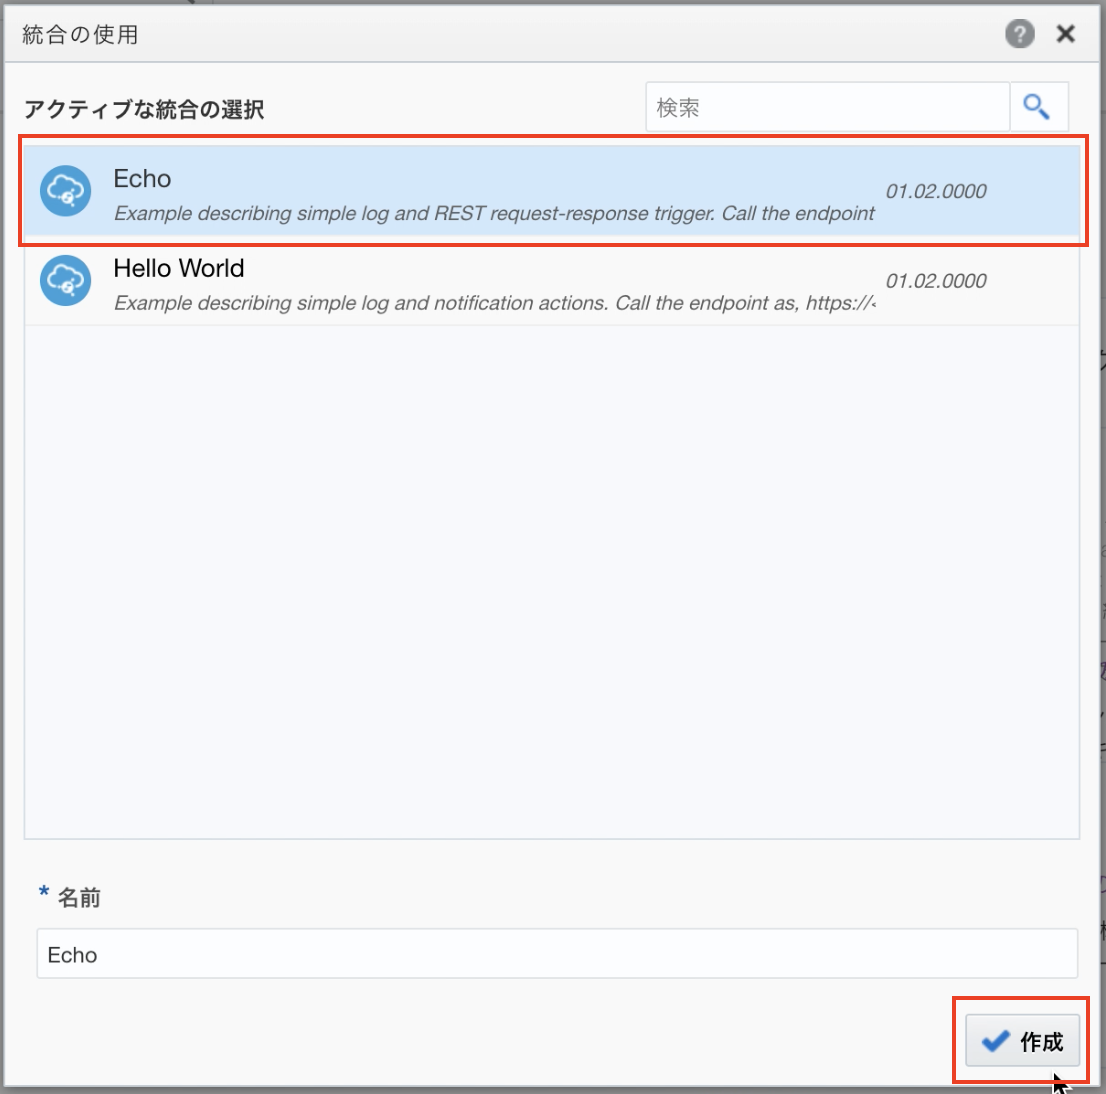 統合の使用
?
アクティブな統合の選択
検索
Echo
01.02.0000
Example describing simple log and REST request-response trigger. Call the endpoint
Hello World
01.02.0000
Example describing simple log and notification actions. Call the endpoint as, https://<
* 名前
Echo
作成